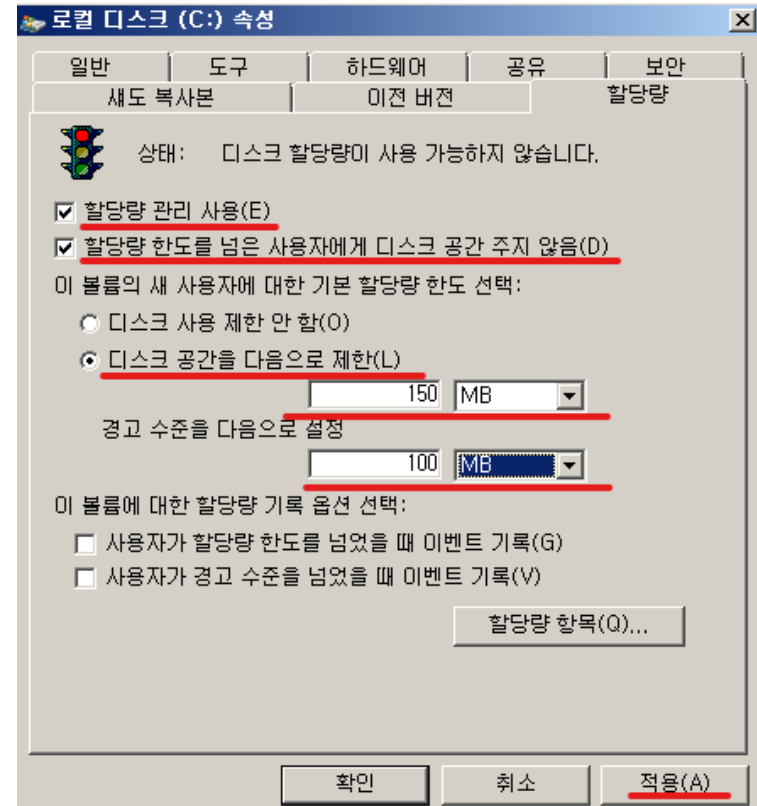 로컬 디스크 (C:) 속성
일반 도구 하드웨어 공유 보안
섀도 복사본 이전 버전 할당량
상태: 디스크 할당량이 사용 가능하지 않습니다.
할당량 관리 사용(E)
할당량 한도를 넘은 사용자에게 디스크 공간 주지 않음(D)
이 볼륨의 새 사용자에 대한 기본 할당량 한도 선택:
디스크 사용 제한 안 함(O)
디스크 공간을 다음으로 제한(L)
150 MB
경고 수준을 다음으로 설정
100 MB
이 볼륨에 대한 할당량 기록 옵션 선택:
사용자가 할당량 한도를 넘었을 때 이벤트 기록(G)
사용자가 경고 수준을 넘었을 때 이벤트 기록(V)
할당량 항목(Q)...
확인 취소 적용(A)